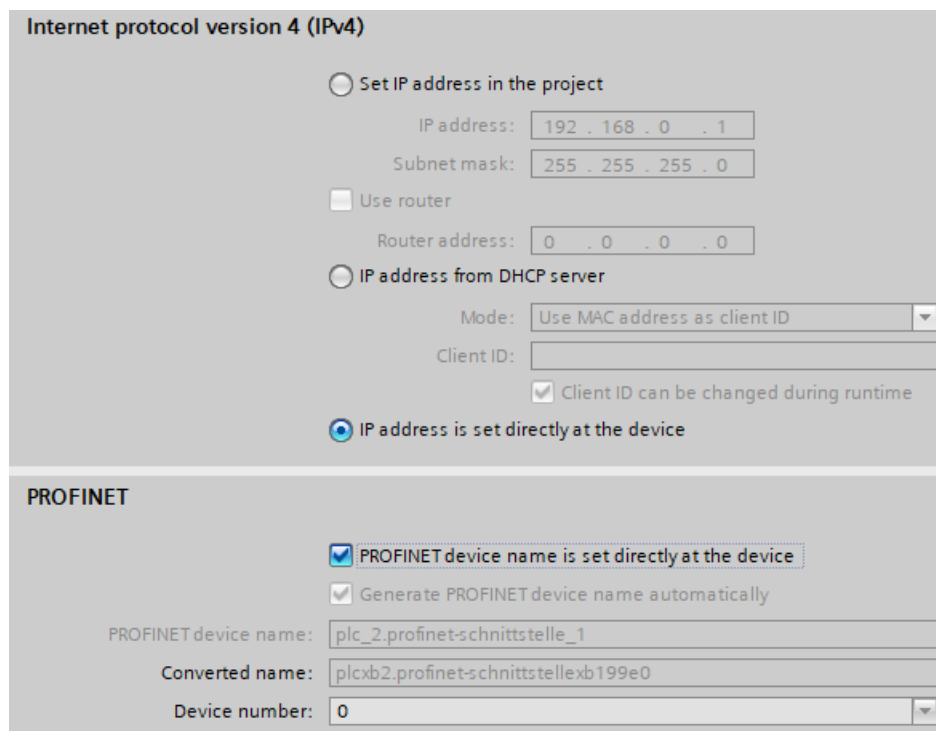 Internet protocol version 4 (IPv4)
Set IP address in the project
IP address: 192 . 168 . 0 . 1
Subnet mask: 255 . 255 . 255 . 0
Use router
Router address: 0 . 0 . 0 . 0
IP address from DHCP server
Mode: Use MAC address as client ID
Client ID:
Client ID can be changed during runtime
IP address is set directly at the device
PROFINET
PROFINET device name is set directly at the device
Generate PROFINET device name automatically
PROFINET device name: plc_2.profinet-schnittstelle_1
Converted name: plcxb2.profinet-schnittstellexb199e0
Device number: 0